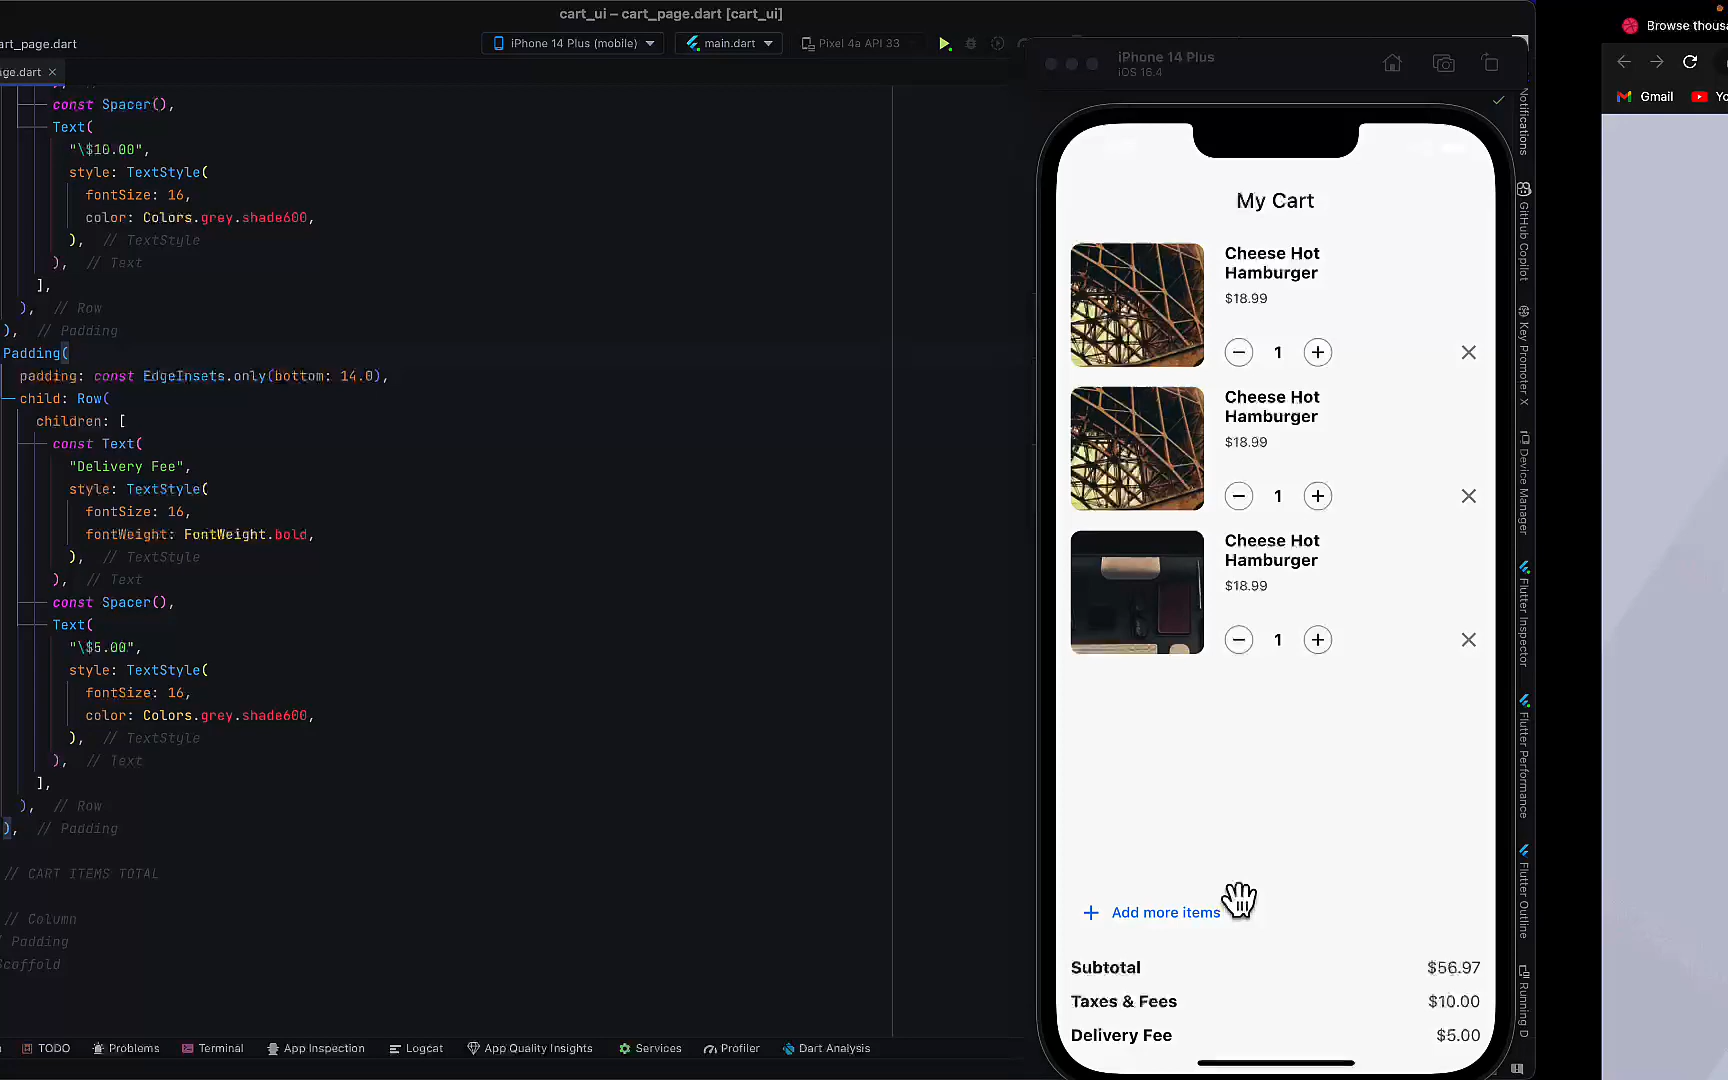 cart_ui – cart_page.dart [cart_ui]
art_page.dart
iPhone 14 Plus (mobile)
main.dart
Pixel 4a API 33
ge.dart
const Spacer(),
Text(
"\$10.00",
style: TextStyle(
fontSize: 16,
color: Colors.grey.shade600,
), // TextStyle
), // Text
],
), // Row
), // Padding
Padding(
padding: const EdgeInsets.only(bottom: 14.0),
child: Row(
children: [
const Text(
"Delivery Fee",
style: TextStyle(
fontSize: 16,
fontWeight: FontWeight.bold,
), // TextStyle
), // Text
const Spacer(),
Text(
"\$5.00",
style: TextStyle(
fontSize: 16,
color: Colors.grey.shade600,
), // TextStyle
), // Text
],
), // Row
), // Padding
// CART ITEMS TOTAL
// Column
/ Padding
Scaffold
TODO
Problems
Terminal
App Inspection
Logcat
App Quality Insights
Services
Profiler
Dart Analysis
iPhone 14 Plus
iOS 16.4
My Cart
Cheese Hot
Hamburger
$18.99
1
Cheese Hot
Hamburger
$18.99
1
Cheese Hot
Hamburger
$18.99
1
Add more items
Subtotal $56.97
Taxes & Fees $10.00
Delivery Fee $5.00
Notifications
GitHub Copilot
Key Promoter X
Device Manager
Flutter Inspector
Flutter Performance
Flutter Outline
Running D
Browse thousa
Gmail
Yo